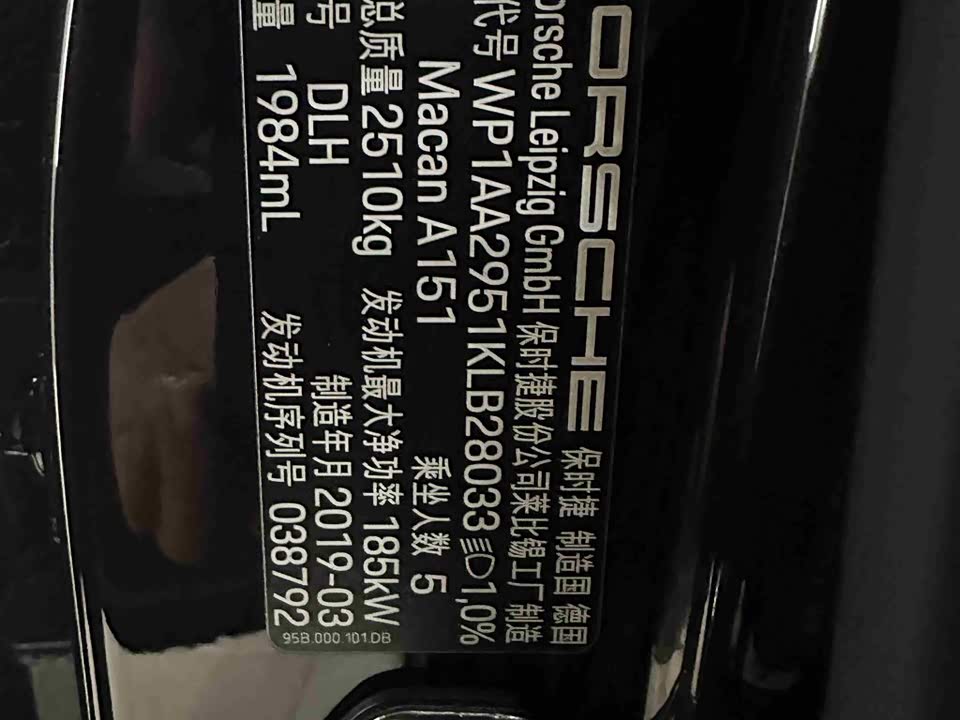 PORSCHE 保时捷 制造国 德国
Porsche Leipzig GmbH 保时捷股份公司莱比锡工厂 制造
代号 WP1AA2951KLB28033 1,0%
Macan A151 乘坐人数 5
总质量 2510kg 发动机最大净功率 185kW
号 DLH 制造年月 2019-03
量 1984mL 发动机序列号 038792
95B.000.101.DB